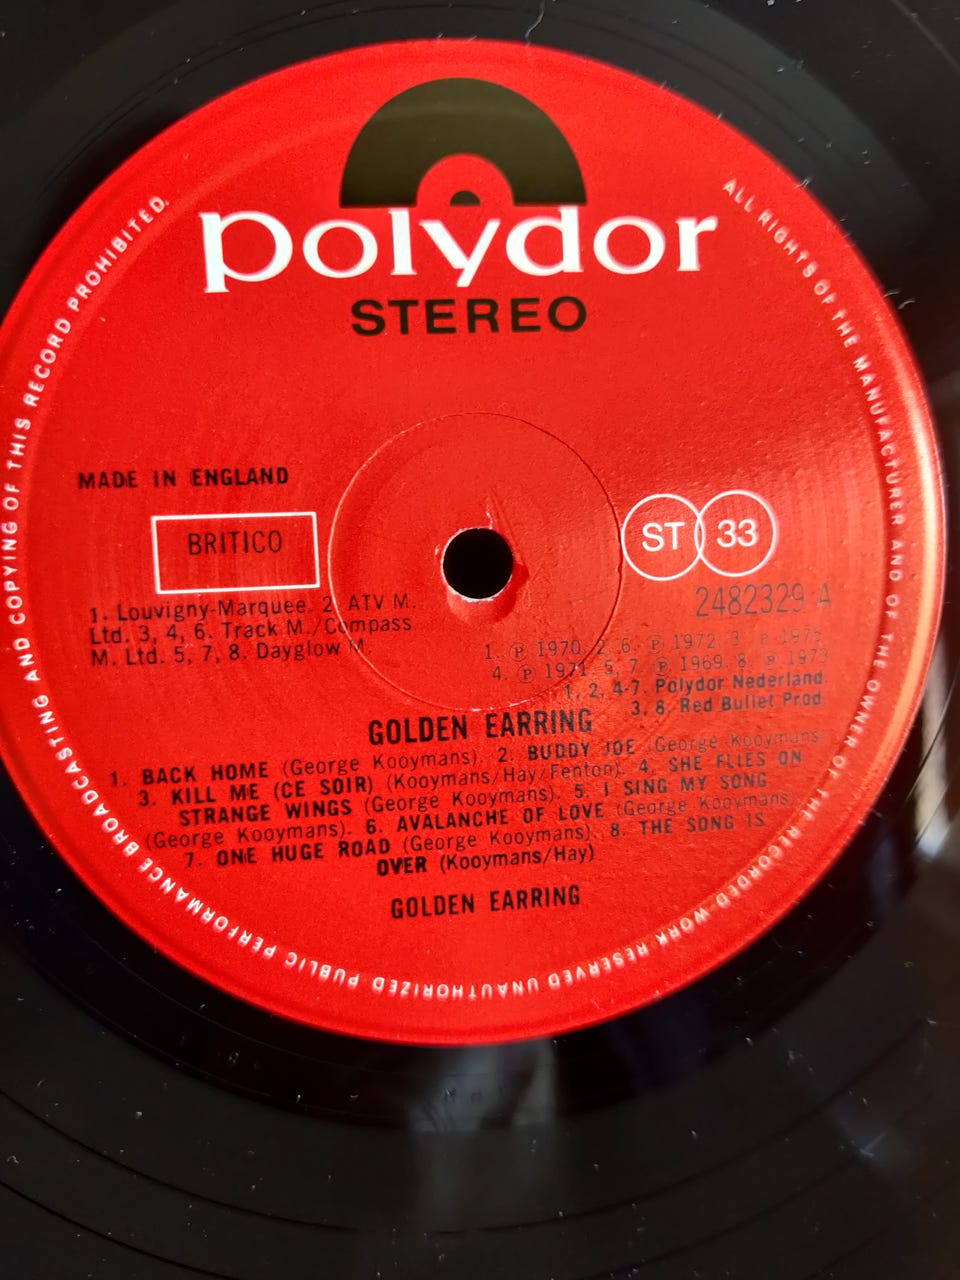 polydor
STEREO
ALL RIGHTS OF THE MANUFACTURER AND OF THE OWNER OF THE RECORDED WORK RESERVED UNAUTHORIZED PUBLIC PERFORMANCE BROADCASTING AND COPYING OF THIS RECORD PROHIBITED.
MADE IN ENGLAND
BRITICO
ST 33
2482329 A
1. Louvigny-Marquee. 2. ATV M.
Ltd. 3, 4, 6. Track M./Compass
M. Ltd. 5, 7, 8. Dayglow M.
1. ℗ 1970. 2, 6. ℗ 1972. 3. ℗
4. ℗ 1971. 5, 7. ℗ 1969. 8. ℗ 1973
1, 2, 4-7. Polydor Nederland.
3, 8. Red Bullet Prod.
GOLDEN EARRING
1. BACK HOME (George Kooymans). 2. BUDDY JOE (George Kooymans).
3. KILL ME (CE SOIR) (Kooymans/Hay/Fenton). 4. SHE FLIES ON
STRANGE WINGS (George Kooymans). 5. I SING MY SONG
(George Kooymans). 6. AVALANCHE OF LOVE (George Kooymans).
7. ONE HUGE ROAD (George Kooymans). 8. THE SONG IS
OVER (Kooymans/Hay)
GOLDEN EARRING